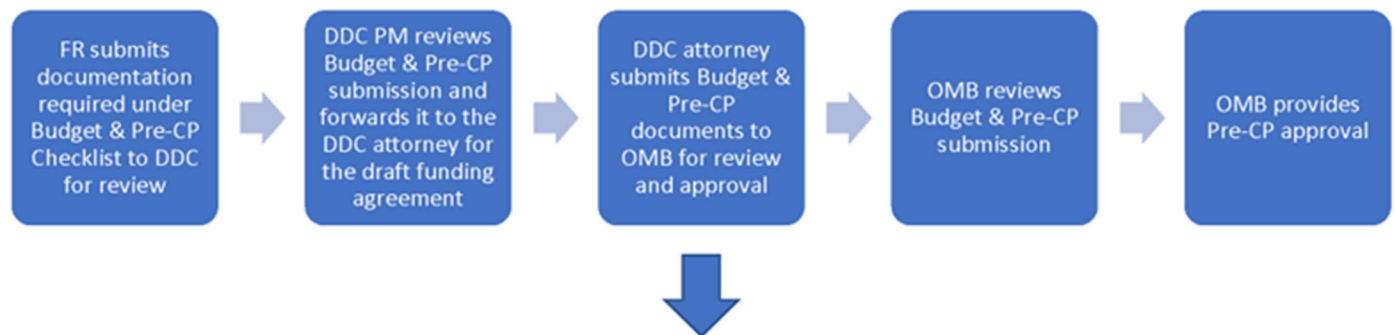 FR submits
documentation
required under
Budget & Pre-CP
Checklist to DDC
for review
DDC PM reviews
Budget & Pre-CP
submission and
forwards it to the
DDC attorney for
the draft funding
agreement
DDC attorney
submits Budget &
Pre-CP
documents to
OMB for review
and approval
OMB reviews
Budget & Pre-CP
submission
OMB provides
Pre-CP approval